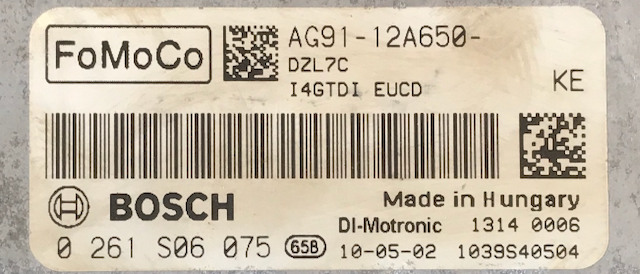 FoMoCo
AG91-12A650-
DZL7C
I4GTDI EUCD
KE
BOSCH
Made in Hungary
DI-Motronic 1314 0006
0 261 S06 075 65B 10-05-02 1039S40504